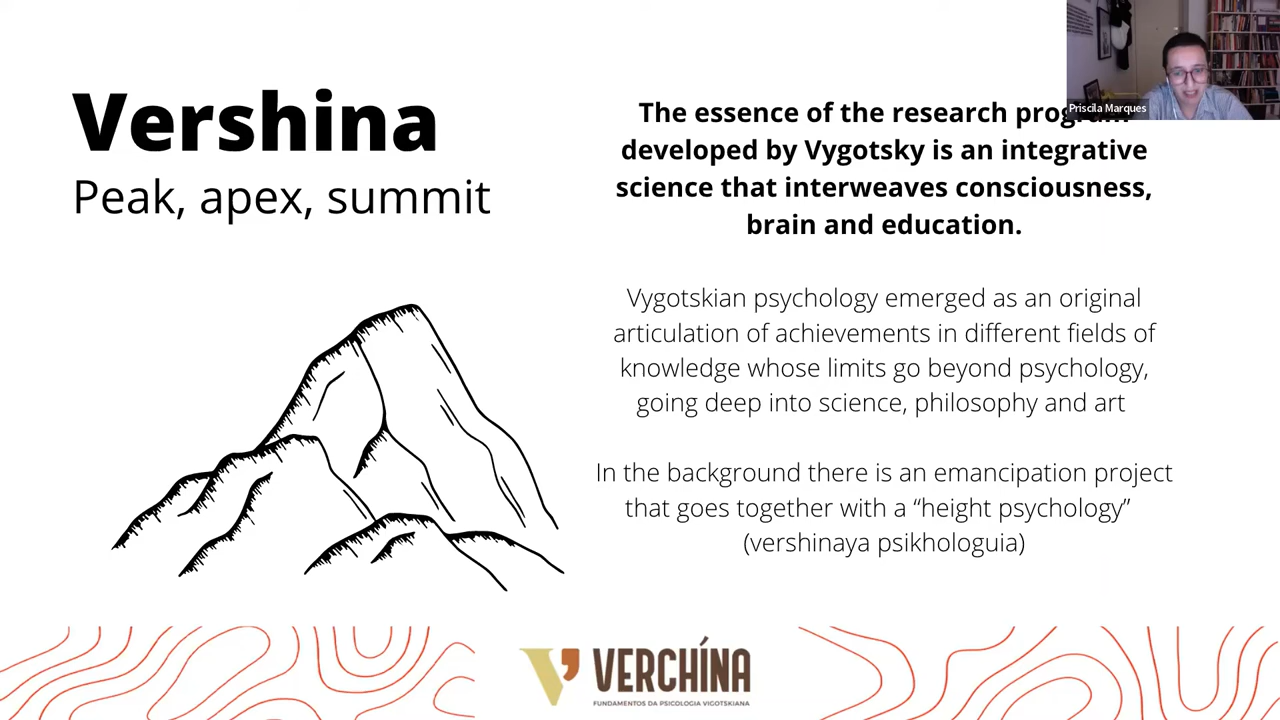 Vershina
Peak, apex, summit
Priscila Marques
The essence of the research program
developed by Vygotsky is an integrative
science that interweaves consciousness,
brain and education.
Vygotskian psychology emerged as an original
articulation of achievements in different fields of
knowledge whose limits go beyond psychology,
going deep into science, philosophy and art
In the background there is an emancipation project
that goes together with a “height psychology”
(vershinaya psikhologuia)
VERCHÍNA
FUNDAMENTOS DA PSICOLOGIA VIGOTSKIANA